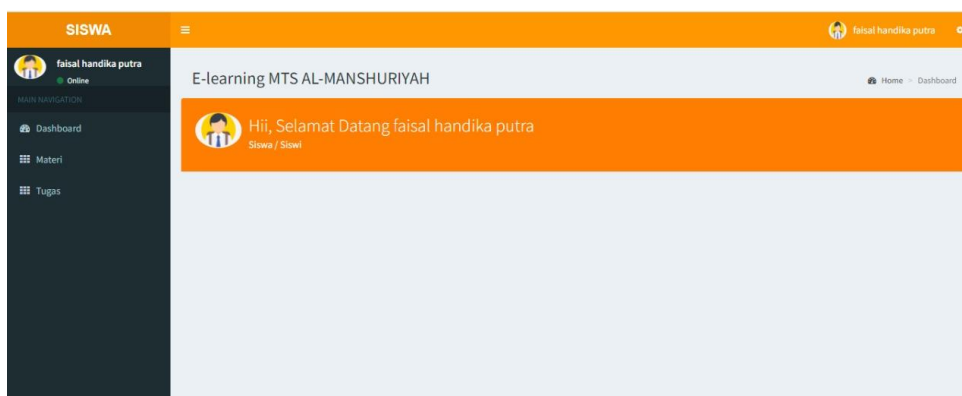 SISWA
faisal handika putra
faisal handika putra
Online
MAIN NAVIGATION
Dashboard
Materi
Tugas
E-learning MTS AL-MANSHURIYAH
Home > Dashboard
Hii, Selamat Datang faisal handika putra
Siswa / Siswi